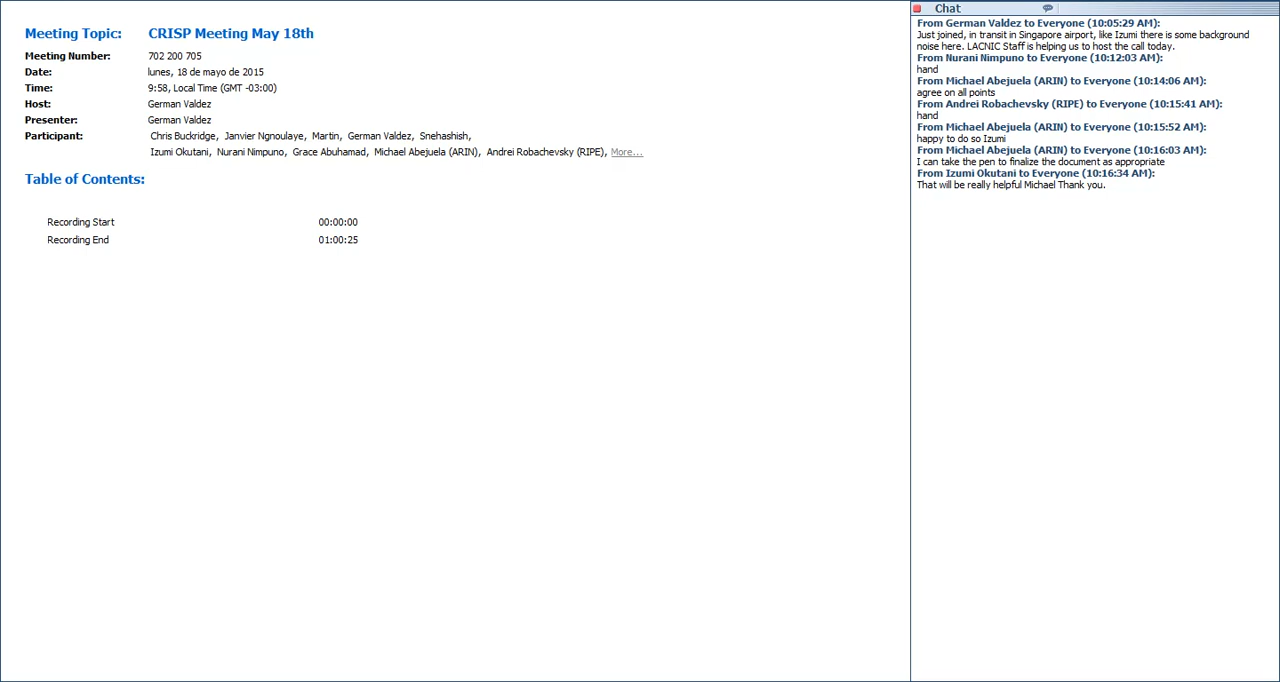 Meeting Topic: CRISP Meeting May 18th
Meeting Number: 702 200 705
Date: lunes, 18 de mayo de 2015
Time: 9:58, Local Time (GMT -03:00)
Host: German Valdez
Presenter: German Valdez
Participant: Chris Buckridge, Janvier Ngnoulaye, Martin, German Valdez, Snehashish,
Izumi Okutani, Nurani Nimpuno, Grace Abuhamad, Michael Abejuela (ARIN), Andrei Robachevsky (RIPE), More...
Table of Contents:
Recording Start 00:00:00
Recording End 01:00:25
Chat
From German Valdez to Everyone (10:05:29 AM):
Just joined, in transit in Singapore airport, like Izumi there is some background
noise here. LACNIC Staff is helping us to host the call today.
From Nurani Nimpuno to Everyone (10:12:03 AM):
hand
From Michael Abejuela (ARIN) to Everyone (10:14:06 AM):
agree on all points
From Andrei Robachevsky (RIPE) to Everyone (10:15:41 AM):
hand
From Michael Abejuela (ARIN) to Everyone (10:15:52 AM):
happy to do so Izumi
From Michael Abejuela (ARIN) to Everyone (10:16:03 AM):
I can take the pen to finalize the document as appropriate
From Izumi Okutani to Everyone (10:16:34 AM):
That will be really helpful Michael Thank you.